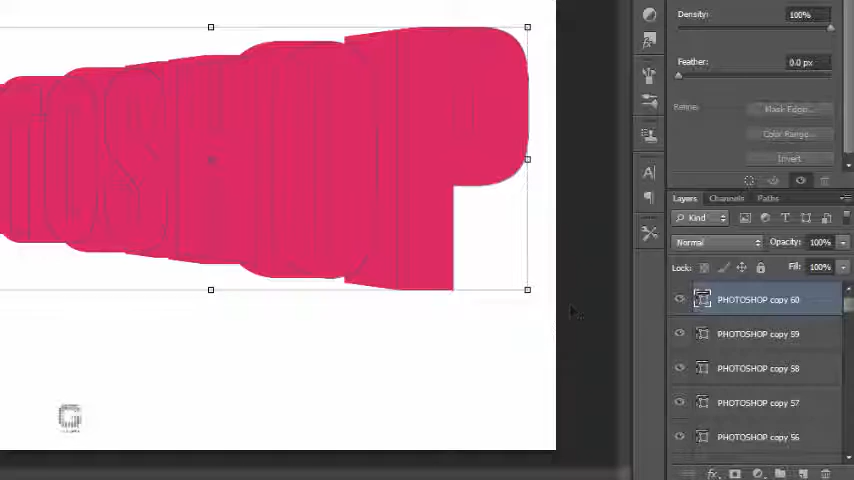 Density: 100%
Feather: 0.0 px
Refine: Mask Edge...
Color Range...
Invert
Layers Channels Paths
Kind
Normal Opacity: 100%
Lock: Fill: 100%
PHOTOSHOP copy 60
PHOTOSHOP copy 59
PHOTOSHOP copy 58
PHOTOSHOP copy 57
PHOTOSHOP copy 56